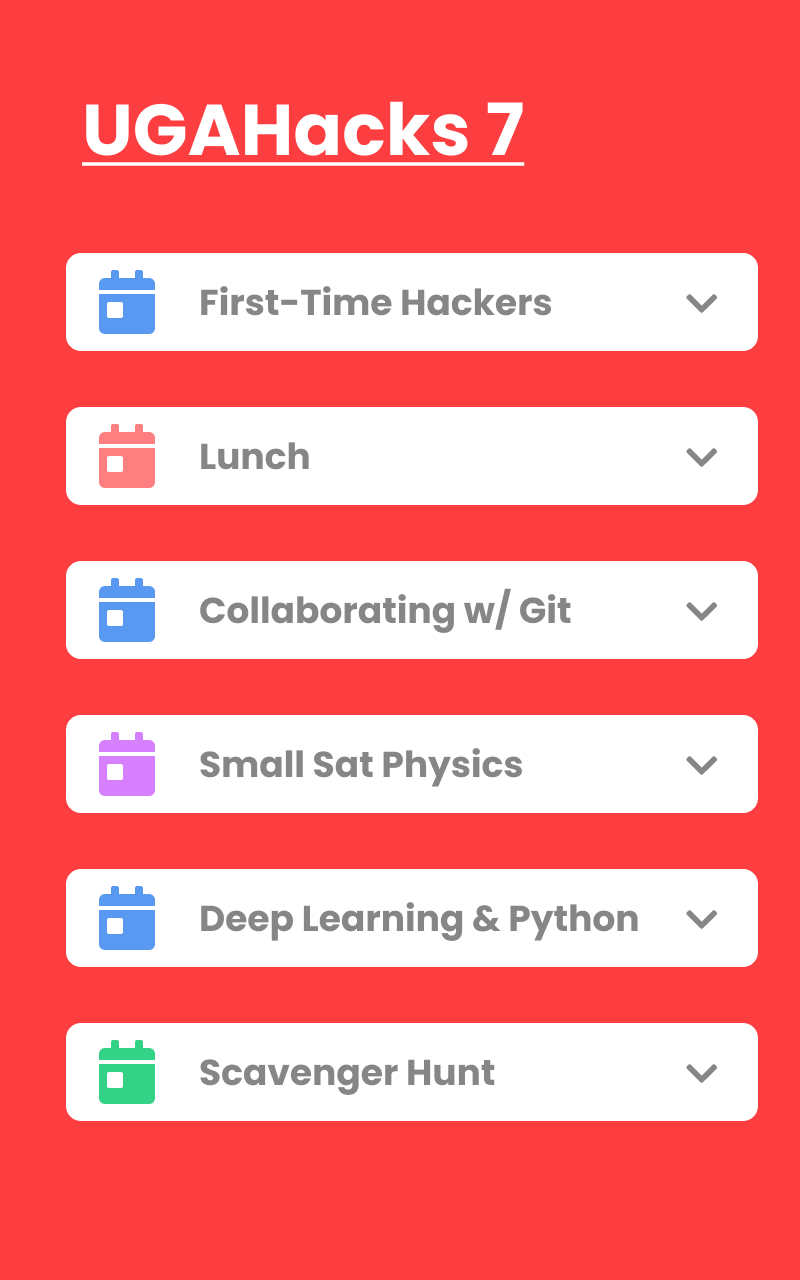 UGAHacks 7
First-Time Hackers
Lunch
Collaborating w/ Git
Small Sat Physics
Deep Learning & Python
Scavenger Hunt